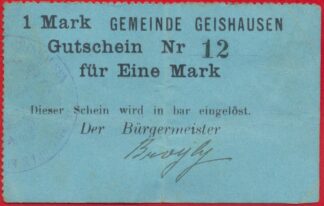 1 Mark GEMEINDE GEISHAUSEN
Gutschein Nr 12
für Eine Mark
Dieser Schein wird in bar eingelöst.
Der Bürgermeister